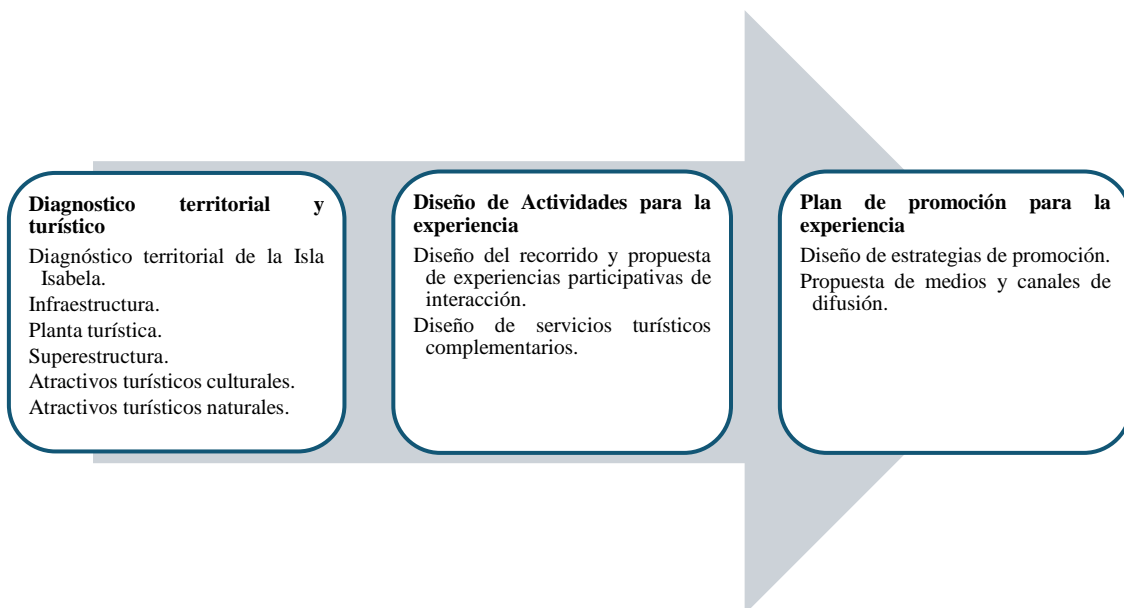 Diagnostico territorial y
turístico
Diagnóstico territorial de la Isla
Isabela.
Infraestructura.
Planta turística.
Superestructura.
Atractivos turísticos culturales.
Atractivos turísticos naturales.
Diseño de Actividades para la
experiencia
Diseño del recorrido y propuesta
de experiencias participativas de
interacción.
Diseño de servicios turísticos
complementarios.
Plan de promoción para la
experiencia
Diseño de estrategias de promoción.
Propuesta de medios y canales de
difusión.